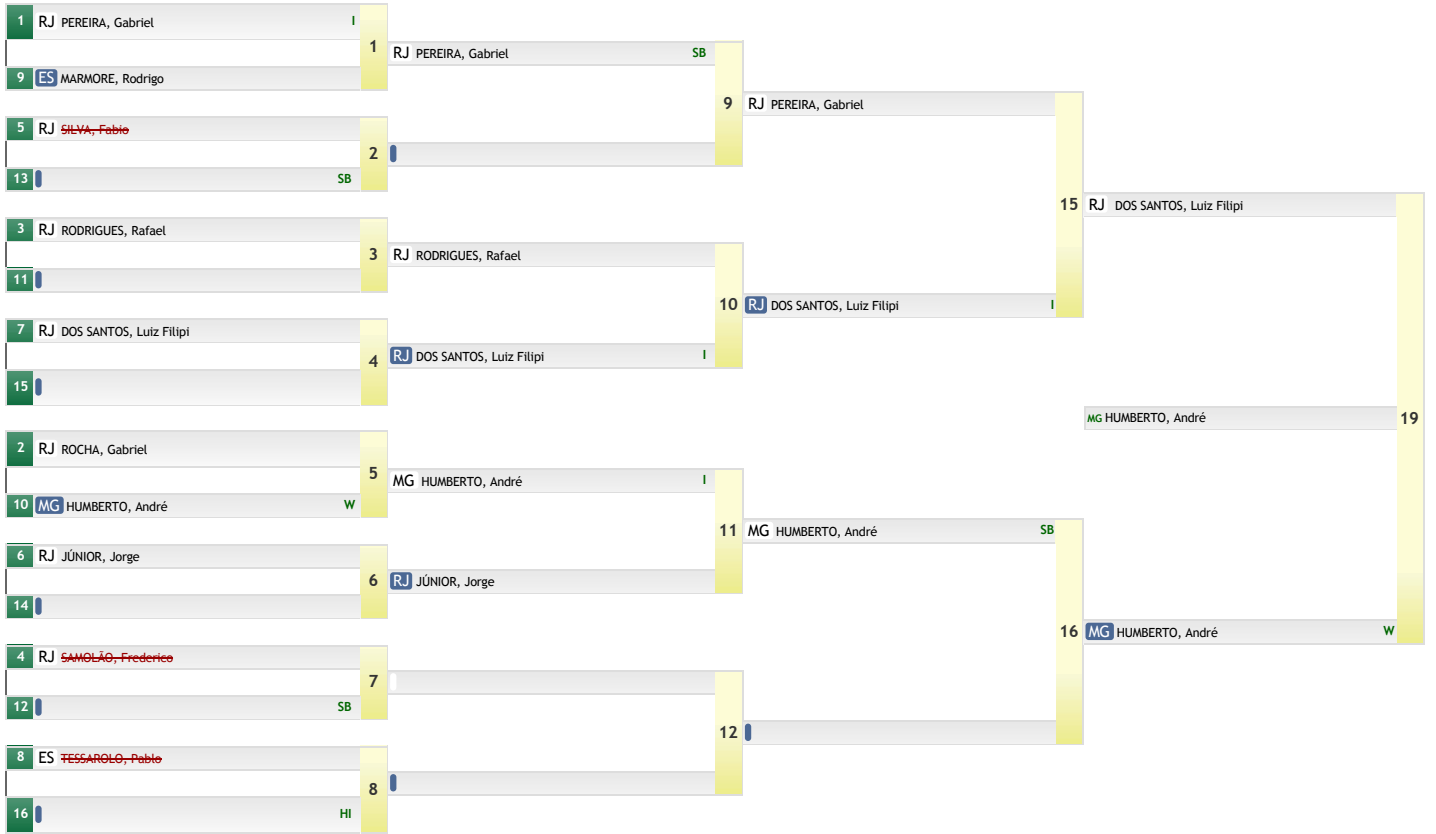 1 RJ PEREIRA, Gabriel I
1
9 ES MARMORE, Rodrigo
5 RJ SILVA, Fabio
2
13 SB
3 RJ RODRIGUES, Rafael
3
11
7 RJ DOS SANTOS, Luiz Filipi
4
15
2 RJ ROCHA, Gabriel
5
10 MG HUMBERTO, André W
6 RJ JÚNIOR, Jorge
6
14
4 RJ SAMOLÃO, Frederico
7
12 SB
8 ES TESSAROLO, Pablo
8
16 HI
RJ PEREIRA, Gabriel SB
9
RJ RODRIGUES, Rafael
10
RJ DOS SANTOS, Luiz Filipi I
MG HUMBERTO, André I
11
RJ JÚNIOR, Jorge
12
RJ PEREIRA, Gabriel
15
RJ DOS SANTOS, Luiz Filipi I
MG HUMBERTO, André SB
16
RJ DOS SANTOS, Luiz Filipi
MG HUMBERTO, André
19
MG HUMBERTO, André W